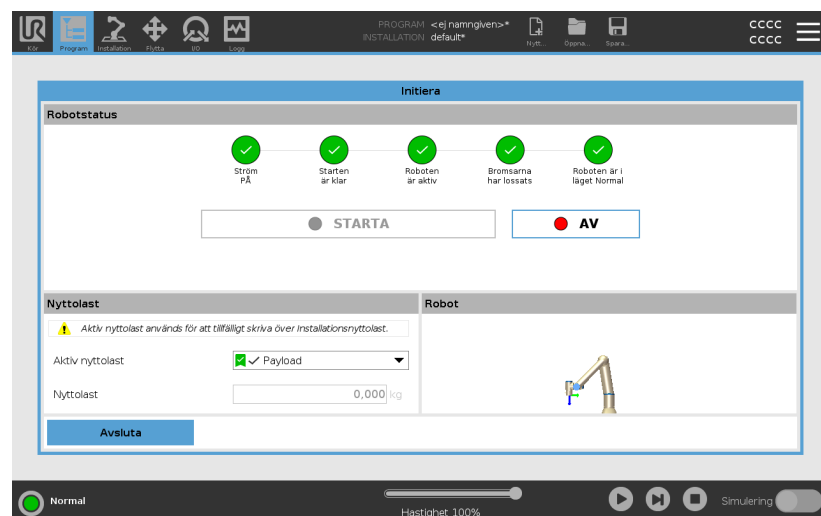 UR
Kör
Program
Installation
Flytta
I/O
Logg
PROGRAM <ej namngiven>*
INSTALLATION default*
Nytt...
Öppna...
Spara...
CCCC
CCCC
Initiera
Robotstatus
Ström
PÅ
Starten
är klar
Roboten
är aktiv
Bromsarna
har lossats
Roboten är i
läget Normal
STARTA
AV
Nyttolast
Aktiv nyttolast används för att tillfälligt skriva över Installationsnyttolast.
Aktiv nyttolast
Payload
Nyttolast
0,000 kg
Robot
Avsluta
Normal
Hastighet 100%
Simulering